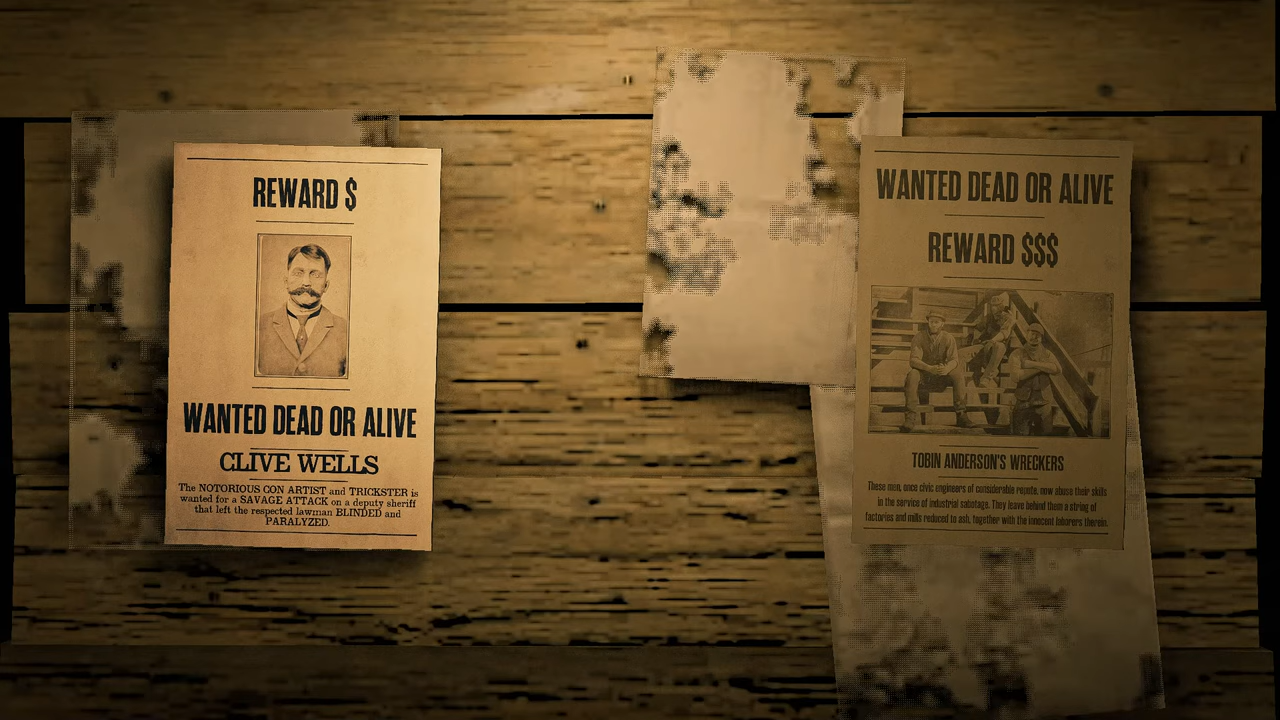 REWARD $
WANTED DEAD OR ALIVE
CLIVE WELLS
The NOTORIOUS CON ARTIST and TRICKSTER is
wanted for a SAVAGE ATTACK on a deputy sheriff
that left the respected lawman BLINDED and
PARALYZED.
WANTED DEAD OR ALIVE
REWARD $$$
TOBIN ANDERSON'S WRECKERS
These men, once civic engineers of considerable repute, now abuse their skills
in the service of industrial sabotage. They leave behind them a string of
factories and mills reduced to ash, together with the innocent laborers therein.